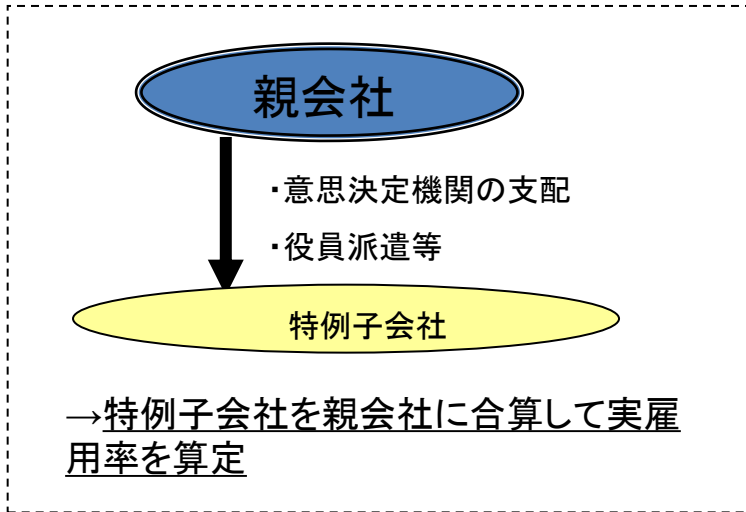 親会社
・意思決定機関の支配
・役員派遣等
特例子会社
→特例子会社を親会社に合算して実雇
用率を算定